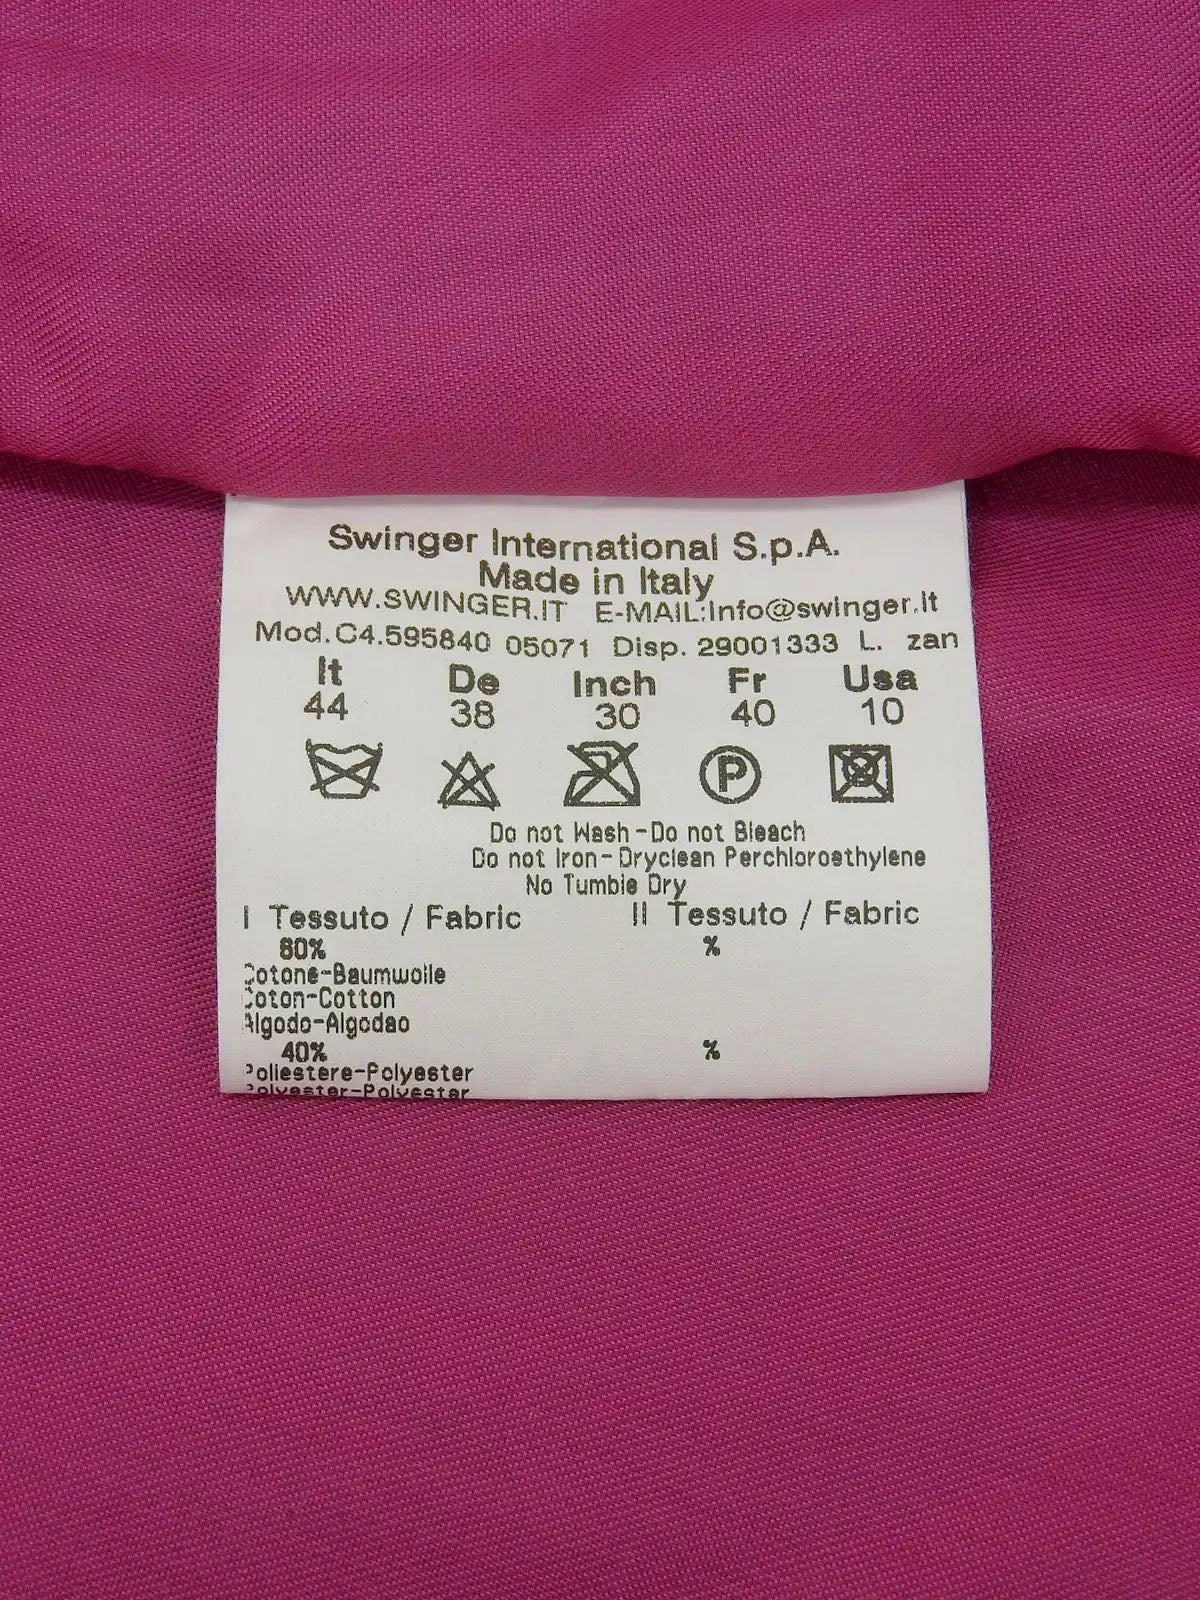 Swinger International S.p.A.
Made in Italy
WWW.SWINGER.IT E-MAIL:Info@swinger.it
Mod.C4.595840 05071 Disp. 29001333 L. zan
It De Inch Fr Usa
44 38 30 40 10
P
Do not Wash-Do not Bleach
Do not Iron-Dryclean Perchloroethylene
No Tumble Dry
I Tessuto / Fabric II Tessuto / Fabric
60% %
Cotone-Baumwolle
Coton-Cotton
Algodo-Algodao
40% %
Poliestere-Polyester
Polyester-Polyester